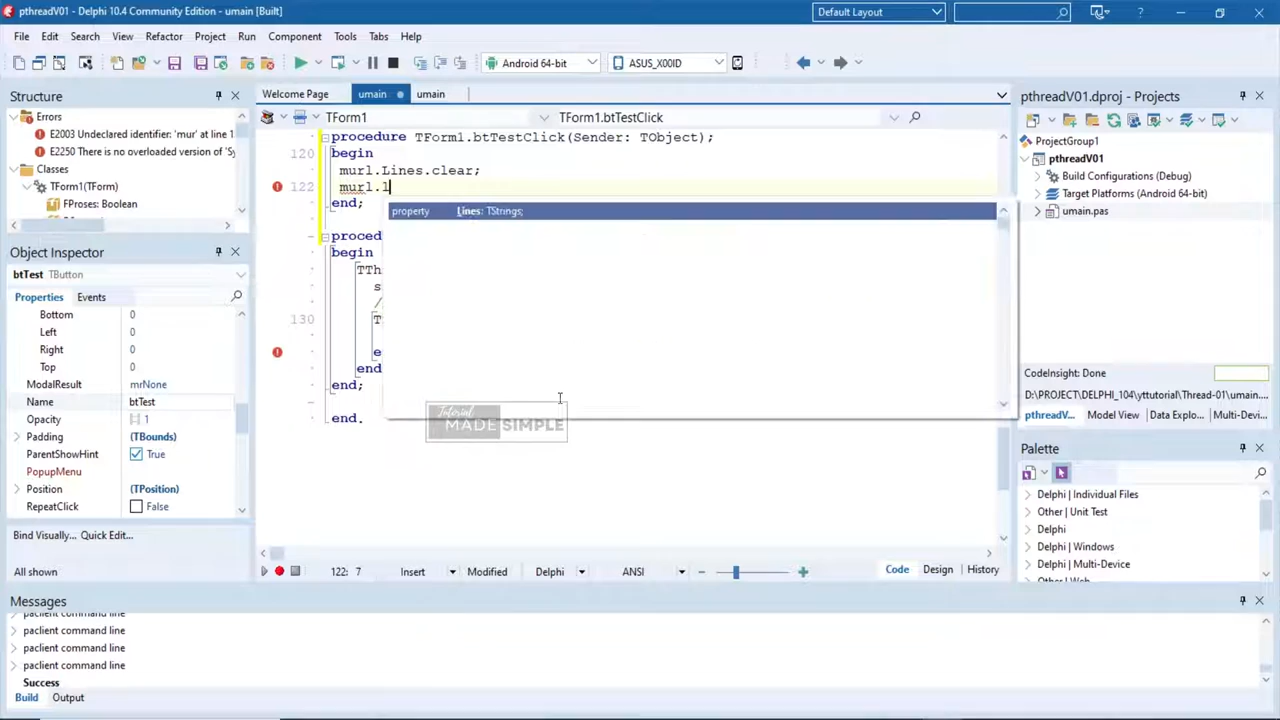 pthreadV01 - Delphi 10.4 Community Edition - umain [Built]
Default Layout
?
File Edit Search View Refactor Project Run Component Tools Tabs Help
Android 64-bit
ASUS_X00ID
Structure
Errors
E2003 Undeclared identifier: 'mur' at line 1
E2250 There is no overloaded version of 'Sy
Classes
TForm1(TForm)
FProses: Boolean
Object Inspector
btTest TButton
Properties Events
Bottom 0
Left 0
Right 0
Top 0
ModalResult mrNone
Name btTest
Opacity 1
Padding (TBounds)
ParentShowHint True
PopupMenu
Position (TPosition)
RepeatClick False
Bind Visually... Quick Edit...
All shown
Welcome Page umain umain
TForm1 TForm1.btTestClick
procedure TForm1.btTestClick(Sender: TObject);
120 begin
murl.Lines.clear;
122 murl.l
end;
property Lines: TStrings;
proced
begin
TTh
s
/
130 T
e
end
end;
end.
Tutorial
MADE SIMPLE
122: 7 Insert Modified Delphi ANSI
Code Design History
pthreadV01.dproj - Projects
ProjectGroup1
pthreadV01
Build Configurations (Debug)
Target Platforms (Android 64-bit)
umain.pas
CodeInsight: Done
D:\PROJECT\DELPHI_104\yttutorial\Thread-01\umain...
pthreadV... Model View Data Explo... Multi-Devi...
Palette
Delphi | Individual Files
Other | Unit Test
Delphi
Delphi | Windows
Delphi | Multi-Device
Other | Web
Messages
paclient command line
paclient command line
paclient command line
paclient command line
Success
Build Output